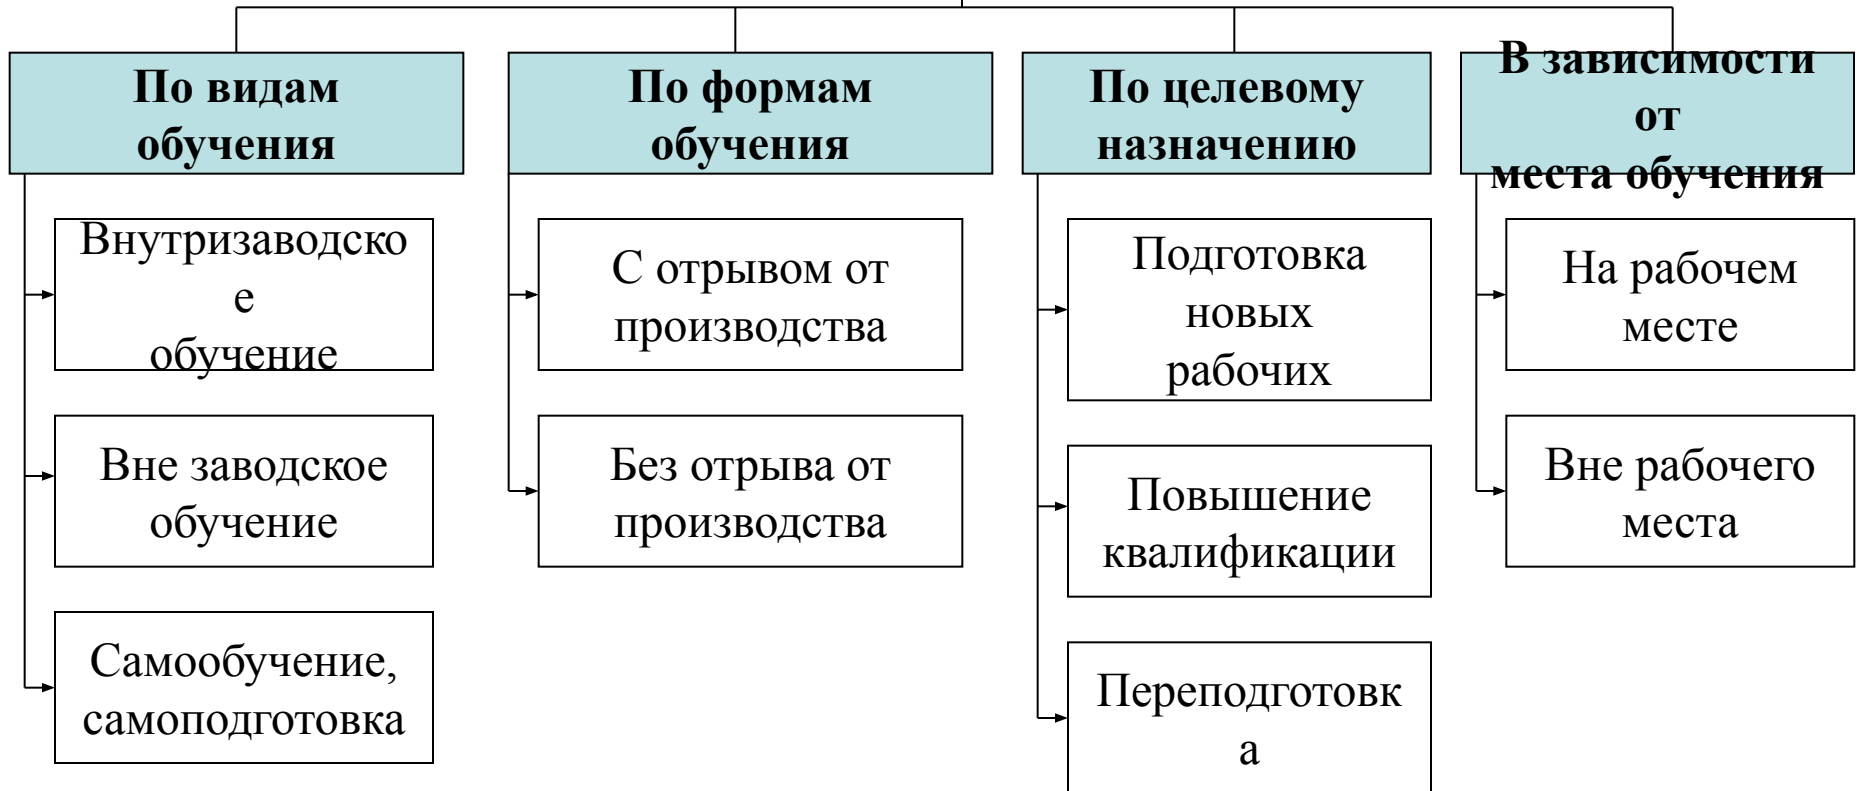 По видам
обучения
Внутризаводско
е
обучение
Вне заводское
обучение
Самообучение,
самоподготовка
По формам
обучения
С отрывом от
производства
Без отрыва от
производства
По целевому
назначению
Подготовка
новых
рабочих
Повышение
квалификации
Переподготовк
а
В зависимости
от
места обучения
На рабочем
месте
Вне рабочего
места